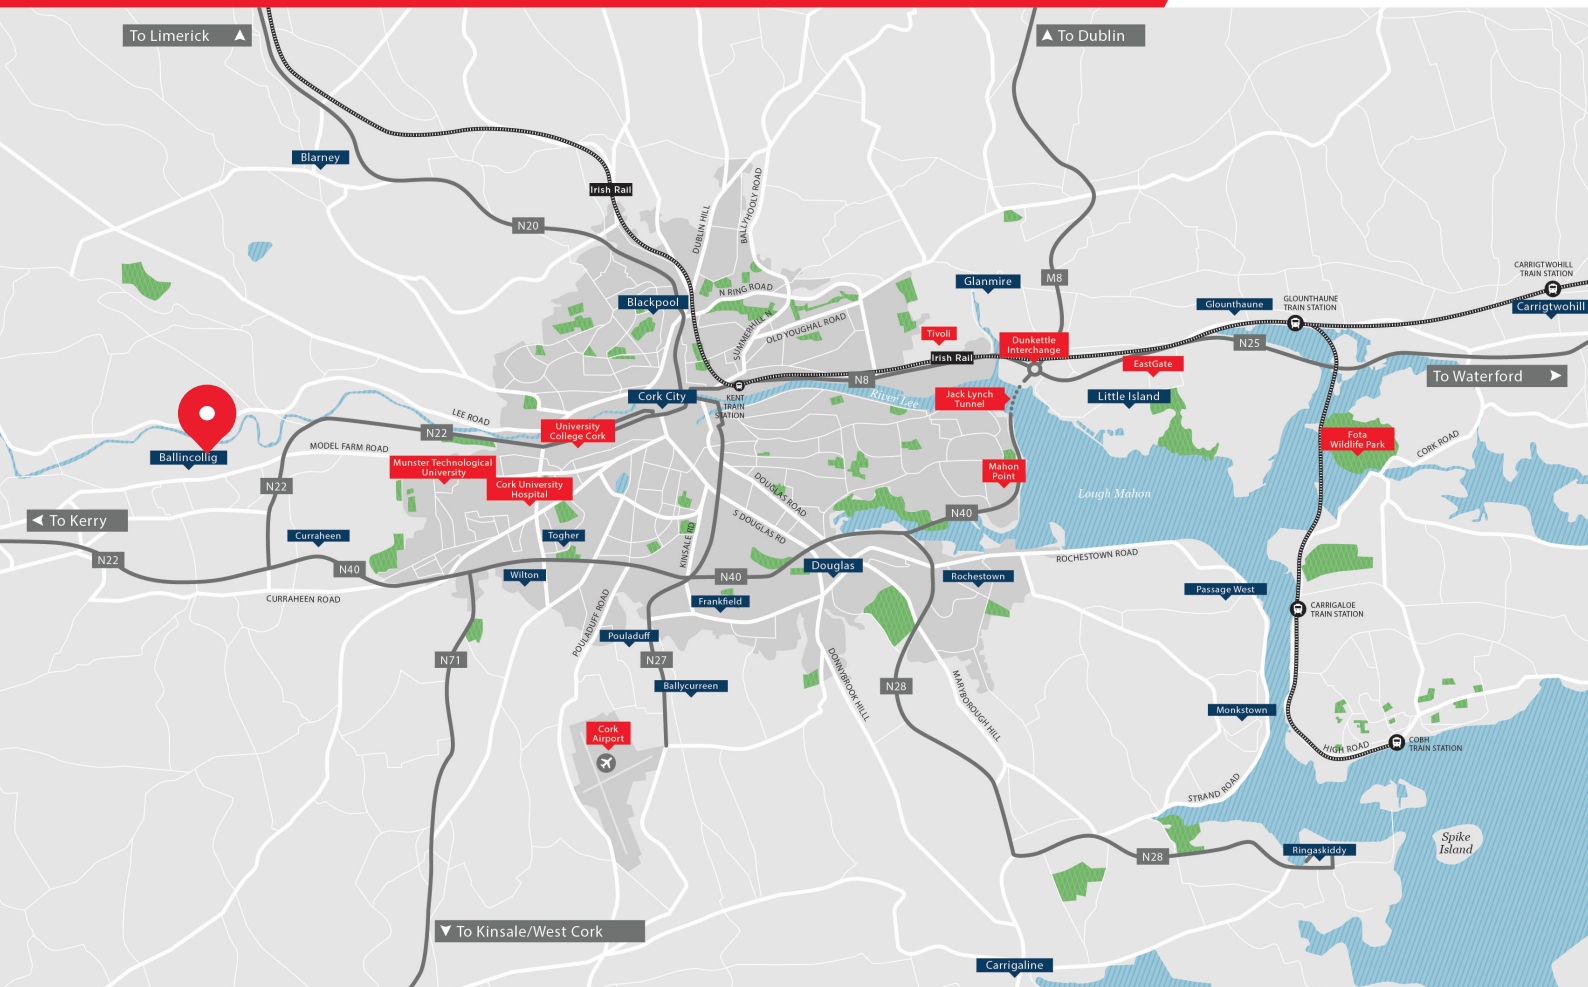 To Limerick
To Dublin
Blarney
Irish Rail
N20
DUBLIN HILL
BALLYHOOLY ROAD
M8
CARRIGTWOHILL
TRAIN STATION
Carrigtwohill
Glanmire
N RING ROAD
Blackpool
SUMMERHILL N
OLD YOUGHAL ROAD
Tivoli
Dunkettle
Interchange
Glounthaune
GLOUNTHAUNE
TRAIN STATION
N25
Irish Rail
EastGate
To Waterford
N8
KENT
TRAIN
STATION
Cork City
River Lee
Jack Lynch
Tunnel
Little Island
LEE ROAD
N22
University
College Cork
MODEL FARM ROAD
Ballincollig
Munster Technological
University
Cork University
Hospital
Mahon
Point
Fota
Wildlife Park
CORK ROAD
N22
DOUGLAS ROAD
S DOUGLAS RD
Lough Mahon
N40
To Kerry
Curraheen
Togher
KINSALE RD
N22
N40
Wilton
N40
Douglas
Rochestown
ROCHESTOWN ROAD
Passage West
CURRAHEEN ROAD
Frankfield
CARRIGALOE
TRAIN STATION
POULADUFF ROAD
Pouladuff
N71
N27
Ballycurreen
DONNYBROOK HILLL
N28
MARYBOROUGH HILL
Monkstown
Cork
Airport
HIGH ROAD
COBH
TRAIN STATION
STRAND ROAD
Spike
Island
N28
Ringaskiddy
To Kinsale/West Cork
Carrigaline